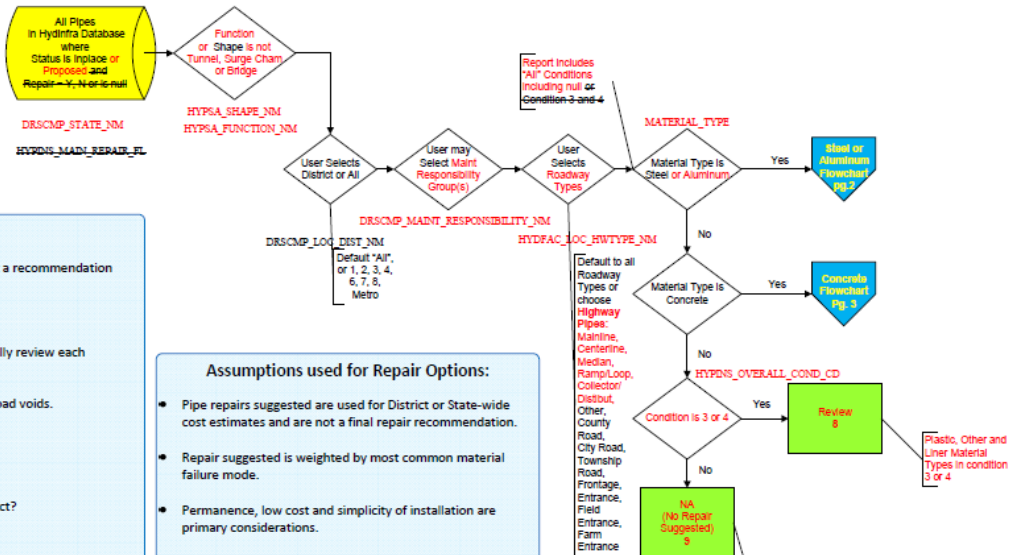 All Pipes
in HydInfra Database
where
Status is Inplace or
Proposed and
Repair = Y, N or is null
DRSCMP_STATE_NM
HYPINS_MAIN_REPAIR_FL
Function
or Shape is not
Tunnel, Surge Cham
or Bridge
HYPSA_SHAPE_NM
HYPSA_FUNCTION_NM
User Selects
District or All
DRSCMP_LOC_DIST_NM
Default "All",
or 1, 2, 3, 4,
6, 7, 8,
Metro
User may
Select Maint
Responsibility
Group(s)
DRSCMP_MAINT_RESPONSIBILITY_NM
User
Selects
Roadway
Types
HYDFAC_LOC_HWTYPE_NM
Default to all
Roadway
Types or
choose
Highway
Pipes:
Mainline,
Centerline,
Median,
Ramp/Loop,
Collector/
Distibut,
Other,
County
Road,
City Road,
Township
Road,
Frontage,
Entrance,
Field
Entrance,
Farm
Entrance
Report Includes
"All" Conditions
including null or
Condition 3 and 4
MATERIAL_TYPE
Material Type is
Steel or Aluminum
Yes
Steel or
Aluminum
Flowchart
pg.2
No
Material Type is
Concrete
Yes
Concrete
Flowchart
Pg. 3
No
HYPINS_OVERALL_COND_CD
Condition is 3 or 4
Yes
Review
8
Plastic, Other and
Liner Material
Types in condition
3 or 4
No
NA
(No Repair
Suggested)
9
a recommendation
lly review each
oad voids.
ct?
Assumptions used for Repair Options:
• Pipe repairs suggested are used for District or State-wide
cost estimates and are not a final repair recommendation.
• Repair suggested is weighted by most common material
failure mode.
• Permanence, low cost and simplicity of installation are
primary considerations.